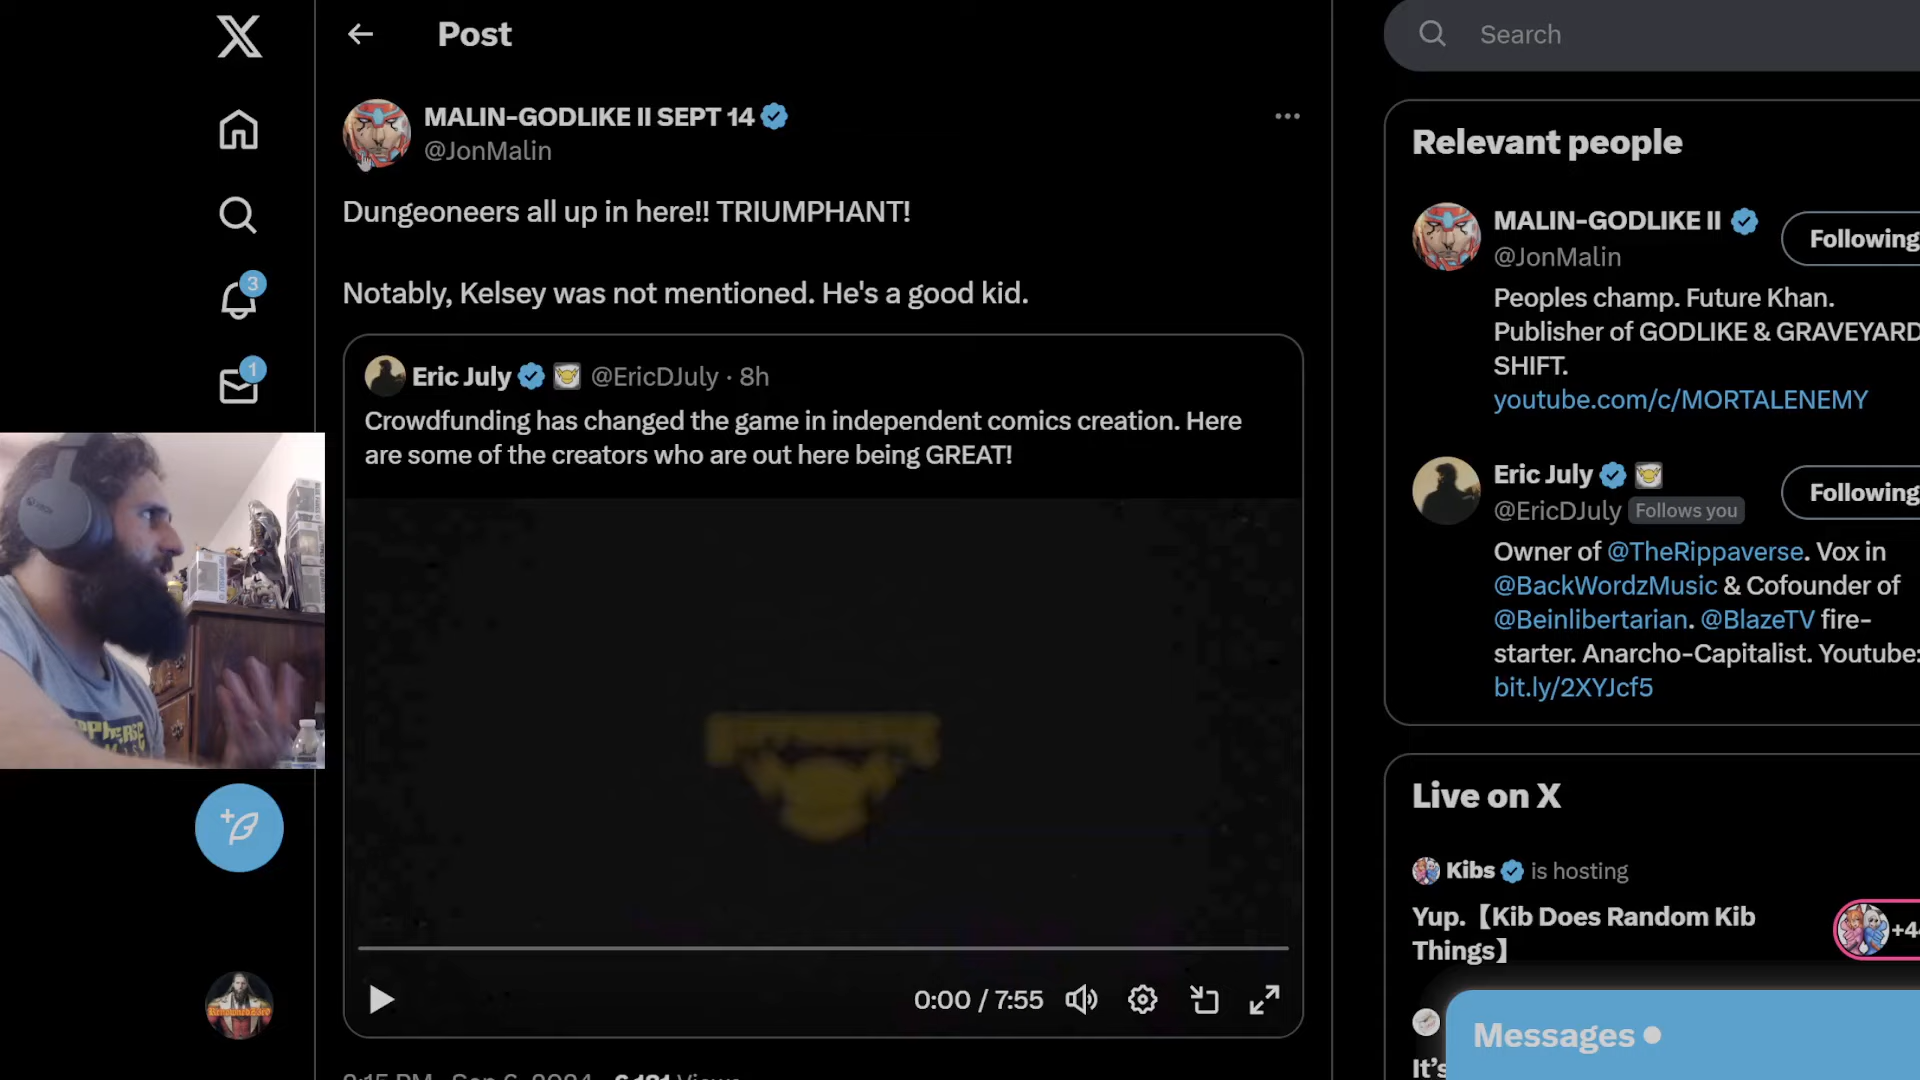 Post
Search
MALIN-GODLIKE II SEPT 14
@JonMalin
Dungeoneers all up in here!! TRIUMPHANT!
Notably, Kelsey was not mentioned. He's a good kid.
Eric July @EricDJuly · 8h
Crowdfunding has changed the game in independent comics creation. Here
are some of the creators who are out here being GREAT!
0:00 / 7:55
3
1
Relevant people
MALIN-GODLIKE II
@JonMalin
Following
Peoples champ. Future Khan.
Publisher of GODLIKE & GRAVEYARD
SHIFT.
youtube.com/c/MORTALENEMY
Eric July
@EricDJuly Follows you
Following
Owner of @TheRippaverse. Vox in
@BackWordzMusic & Cofounder of
@Beinlibertarian. @BlazeTV fire-
starter. Anarcho-Capitalist. Youtube:
bit.ly/2XYJcf5
Live on X
Kibs is hosting
Yup.【Kib Does Random Kib
Things】
It's
Messages